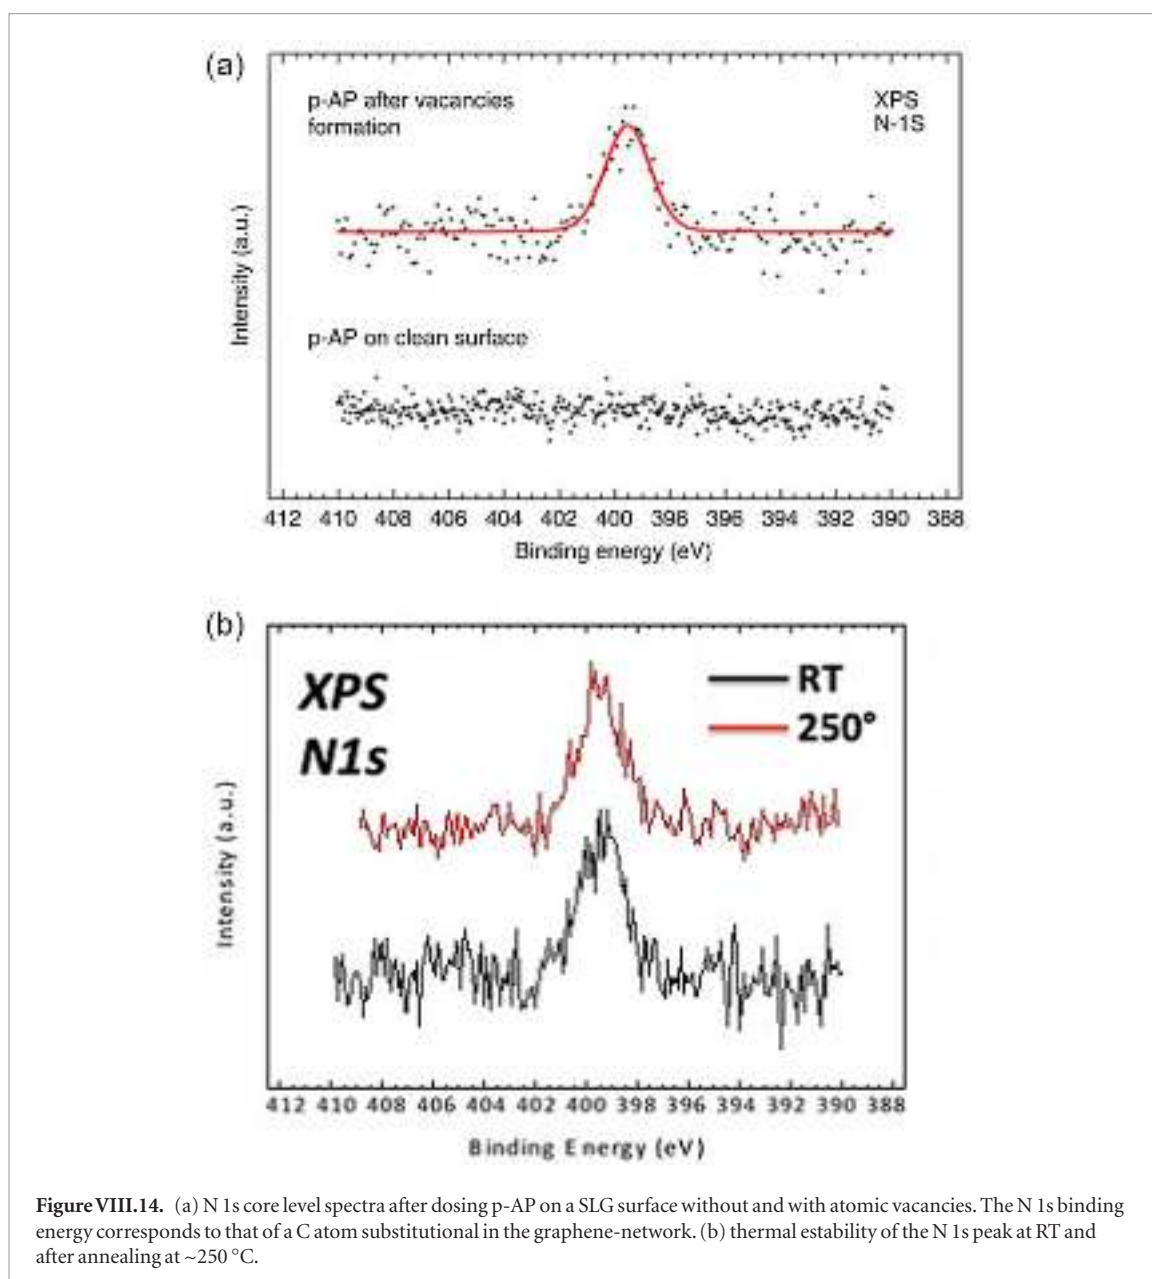 (a)
p-AP after vacancies
formation
XPS
N-1S
Intensity (a.u.)
p-AP on clean surface
412 410 408 406 404 402 400 398 396 394 392 390 388
Binding energy (eV)
(b)
XPS
N1s
RT
250°
Intensity (a.u.)
412 410 408 406 404 402 400 398 396 394 392 390 388
Binding Energy (eV)
Figure VIII.14. (a) N 1s core level spectra after dosing p-AP on a SLG surface without and with atomic vacancies. The N 1s binding
energy corresponds to that of a C atom substitutional in the graphene-network. (b) thermal estability of the N 1s peak at RT and
after annealing at ~250 °C.